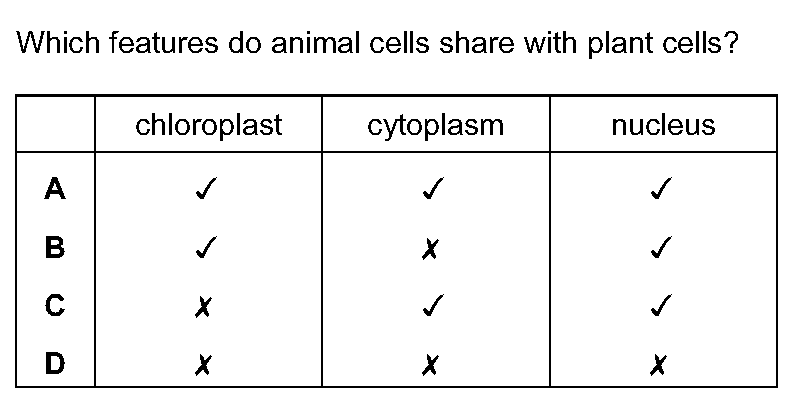 Which features do animal cells share with plant cells?
chloroplast cytoplasm nucleus
A ✓ ✓ ✓
B ✓ ✗ ✓
C ✗ ✓ ✓
D ✗ ✗ ✗